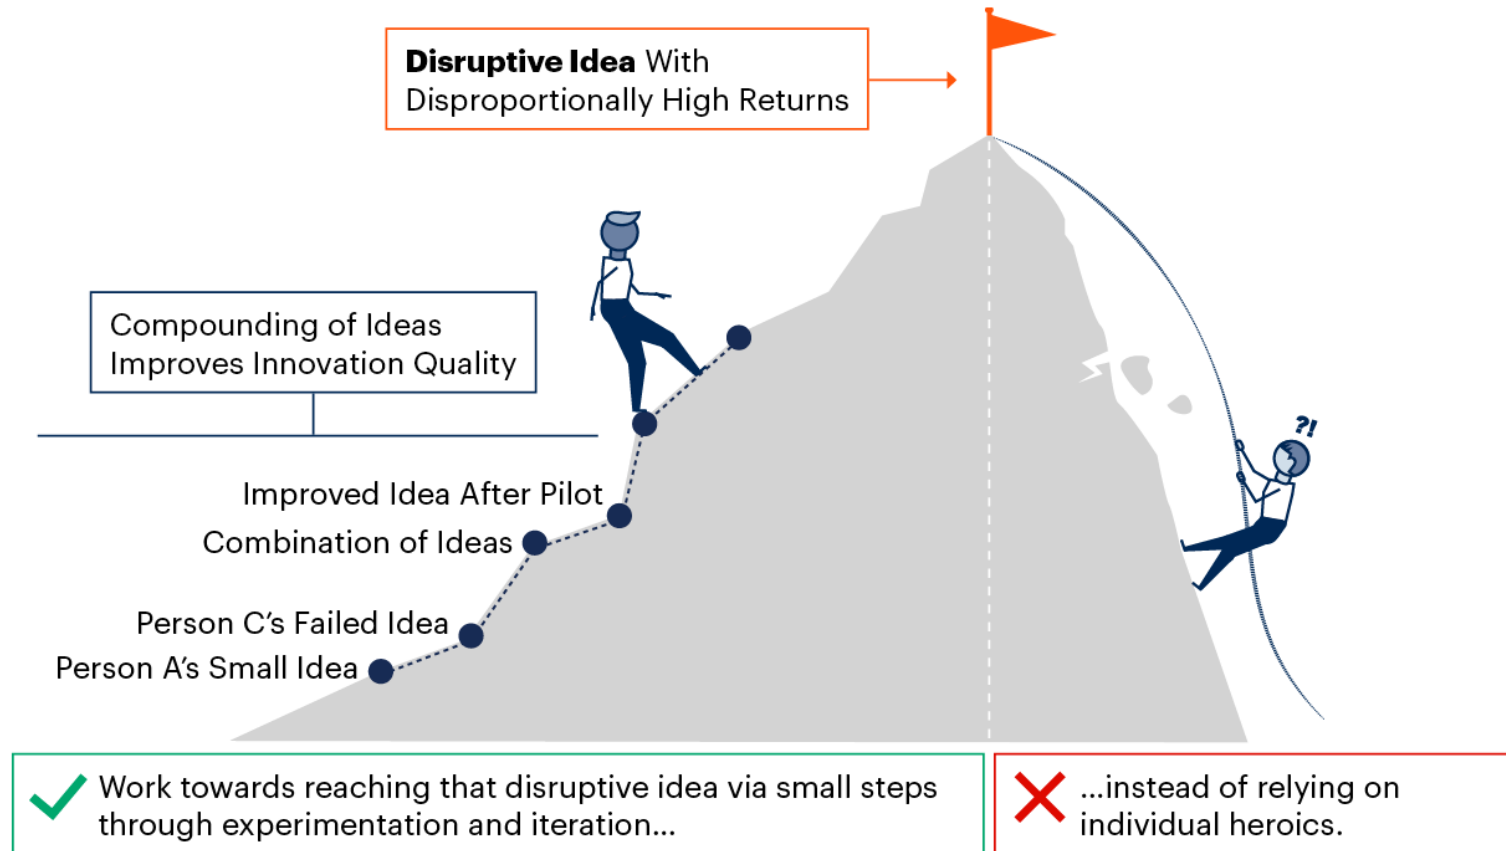 Disruptive Idea With
Disproportionally High Returns
Compounding of Ideas
Improves Innovation Quality
?!
Improved Idea After Pilot
Combination of Ideas
Person C’s Failed Idea
Person A’s Small Idea
Work towards reaching that disruptive idea via small steps
through experimentation and iteration...
...instead of relying on
individual heroics.